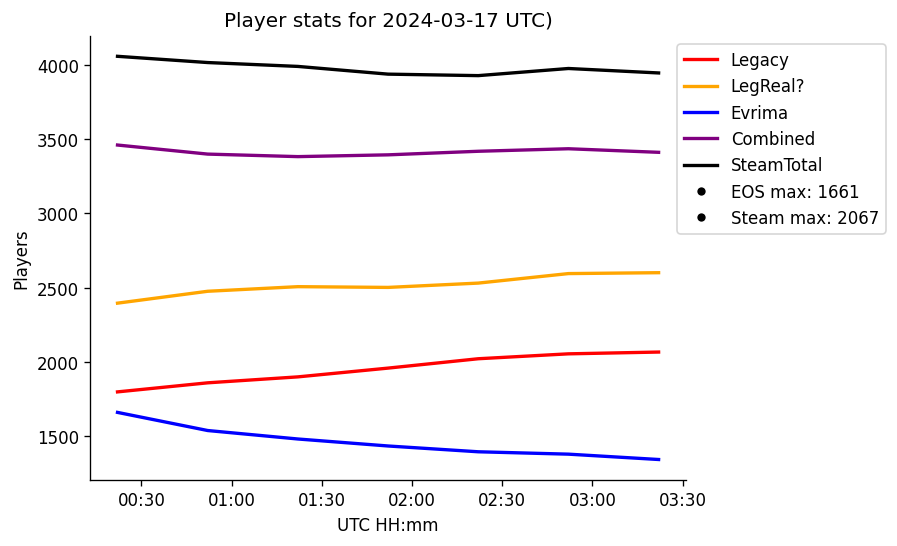 Player stats for 2024-03-17 UTC)
Players
4000
3500
3000
2500
2000
1500
00:30 01:00 01:30 02:00 02:30 03:00 03:30
UTC HH:mm
Legacy
LegReal?
Evrima
Combined
SteamTotal
EOS max: 1661
Steam max: 2067